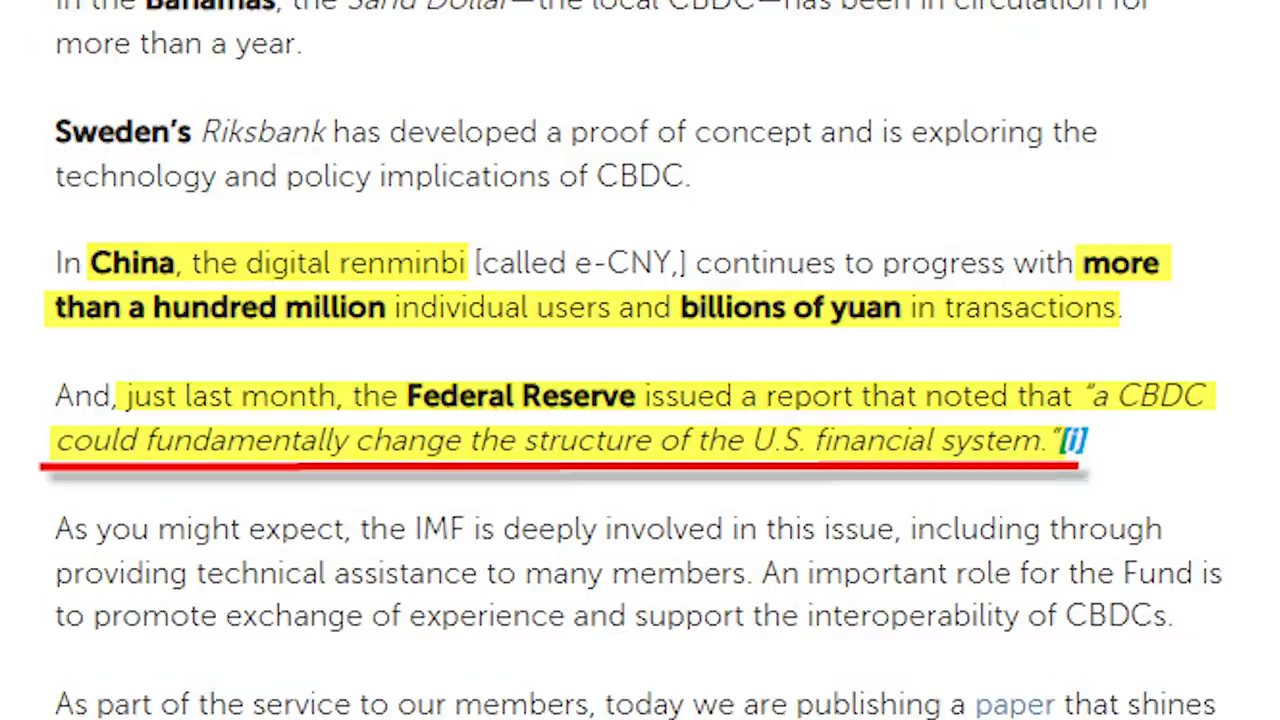 In the Bahamas, the Sand Dollar—the local CBDC—has been in circulation for
more than a year.
Sweden's Riksbank has developed a proof of concept and is exploring the
technology and policy implications of CBDC.
In China, the digital renminbi [called e-CNY,] continues to progress with more
than a hundred million individual users and billions of yuan in transactions.
And, just last month, the Federal Reserve issued a report that noted that "a CBDC
could fundamentally change the structure of the U.S. financial system."[i]
As you might expect, the IMF is deeply involved in this issue, including through
providing technical assistance to many members. An important role for the Fund is
to promote exchange of experience and support the interoperability of CBDCs.
As part of the service to our members, today we are publishing a paper that shines